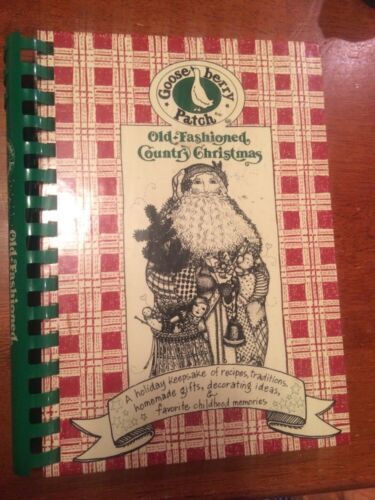 Gooseberry
Patch®
Old-Fashioned
Country Christmas
A holiday keepsake of recipes, traditions,
homemade gifts, decorating ideas,
&
favorite childhood memories
Old-Fashioned